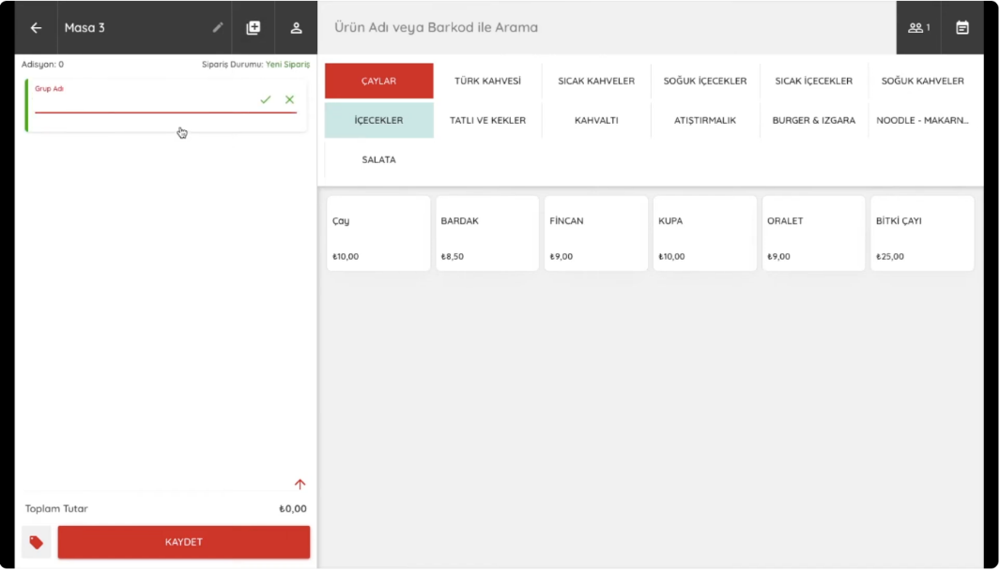 Masa 3
Ürün Adı veya Barkod ile Arama
1
Adisyon: 0
Sipariş Durumu: Yeni Sipariş
Grup Adı
ÇAYLAR
TÜRK KAHVESİ
SICAK KAHVELER
SOĞUK İÇECEKLER
SICAK İÇECEKLER
SOĞUK KAHVELER
İÇECEKLER
TATLI VE KEKLER
KAHVALTI
ATIŞTIRMALIK
BURGER & IZGARA
NOODLE - MAKARN...
SALATA
Çay
₺10,00
BARDAK
₺8,50
FİNCAN
₺9,00
KUPA
₺10,00
ORALET
₺9,00
BİTKİ ÇAYI
₺25,00
Toplam Tutar
₺0,00
KAYDET